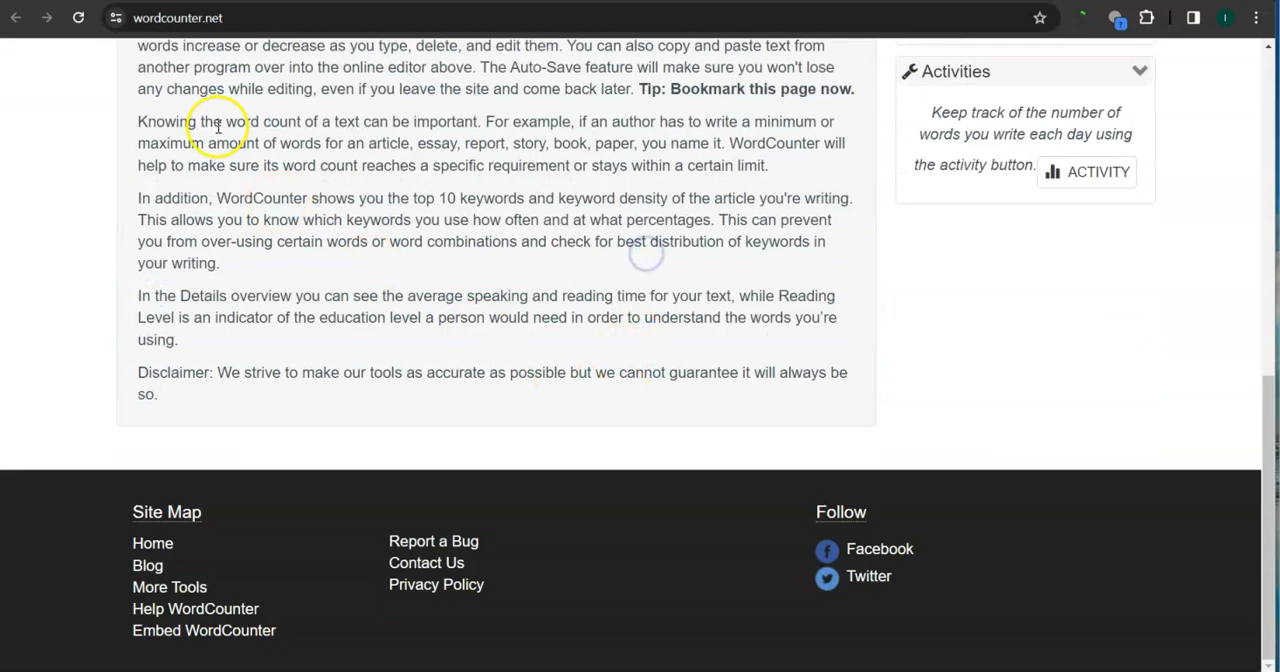 wordcounter.net
words increase or decrease as you type, delete, and edit them. You can also copy and paste text from
another program over into the online editor above. The Auto-Save feature will make sure you won't lose
any changes while editing, even if you leave the site and come back later. Tip: Bookmark this page now.
Knowing the word count of a text can be important. For example, if an author has to write a minimum or
maximum amount of words for an article, essay, report, story, book, paper, you name it. WordCounter will
help to make sure its word count reaches a specific requirement or stays within a certain limit.
In addition, WordCounter shows you the top 10 keywords and keyword density of the article you're writing.
This allows you to know which keywords you use how often and at what percentages. This can prevent
you from over-using certain words or word combinations and check for best distribution of keywords in
your writing.
In the Details overview you can see the average speaking and reading time for your text, while Reading
Level is an indicator of the education level a person would need in order to understand the words you’re
using.
Disclaimer: We strive to make our tools as accurate as possible but we cannot guarantee it will always be
so.
Activities
Keep track of the number of
words you write each day using
the activity button. ACTIVITY
Site Map
Home
Blog
More Tools
Help WordCounter
Embed WordCounter
Report a Bug
Contact Us
Privacy Policy
Follow
Facebook
Twitter